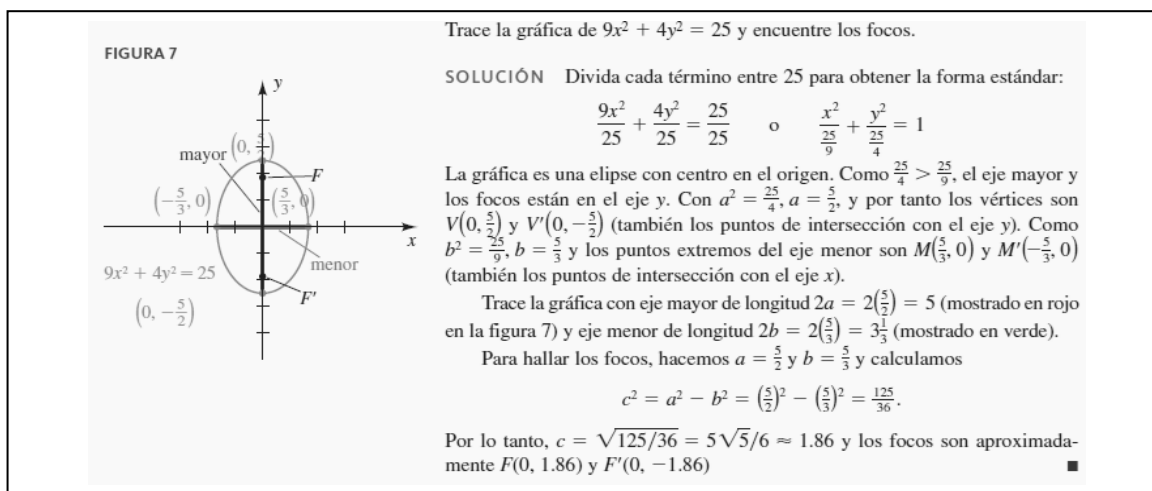 Trace la gráfica de 9x² + 4y² = 25 y encuentre los focos.
FIGURA 7
y
(0, 5/2)
mayor
F
(−5/3, 0)
(5/3, 0)
x
menor
9x² + 4y² = 25
F'
(0, −5/2)
SOLUCIÓN Divida cada término entre 25 para obtener la forma estándar:
9x²/25 + 4y²/25 = 25/25 o x²/(25/9) + y²/(25/4) = 1
La gráfica es una elipse con centro en el origen. Como 25/4 > 25/9, el eje mayor y
los focos están en el eje y. Con a² = 25/4, a = 5/2, y por tanto los vértices son
V(0, 5/2) y V'(0, −5/2) (también los puntos de intersección con el eje y). Como
b² = 25/9, b = 5/3 y los puntos extremos del eje menor son M(5/3, 0) y M'(−5/3, 0)
(también los puntos de intersección con el eje x).
Trace la gráfica con eje mayor de longitud 2a = 2(5/2) = 5 (mostrado en rojo
en la figura 7) y eje menor de longitud 2b = 2(5/3) = 3 1/3 (mostrado en verde).
Para hallar los focos, hacemos a = 5/2 y b = 5/3 y calculamos
c² = a² − b² = (5/2)² − (5/3)² = 125/36.
Por lo tanto, c = √(125/36) = 5√5/6 ≈ 1.86 y los focos son aproximada-
mente F(0, 1.86) y F'(0, −1.86)